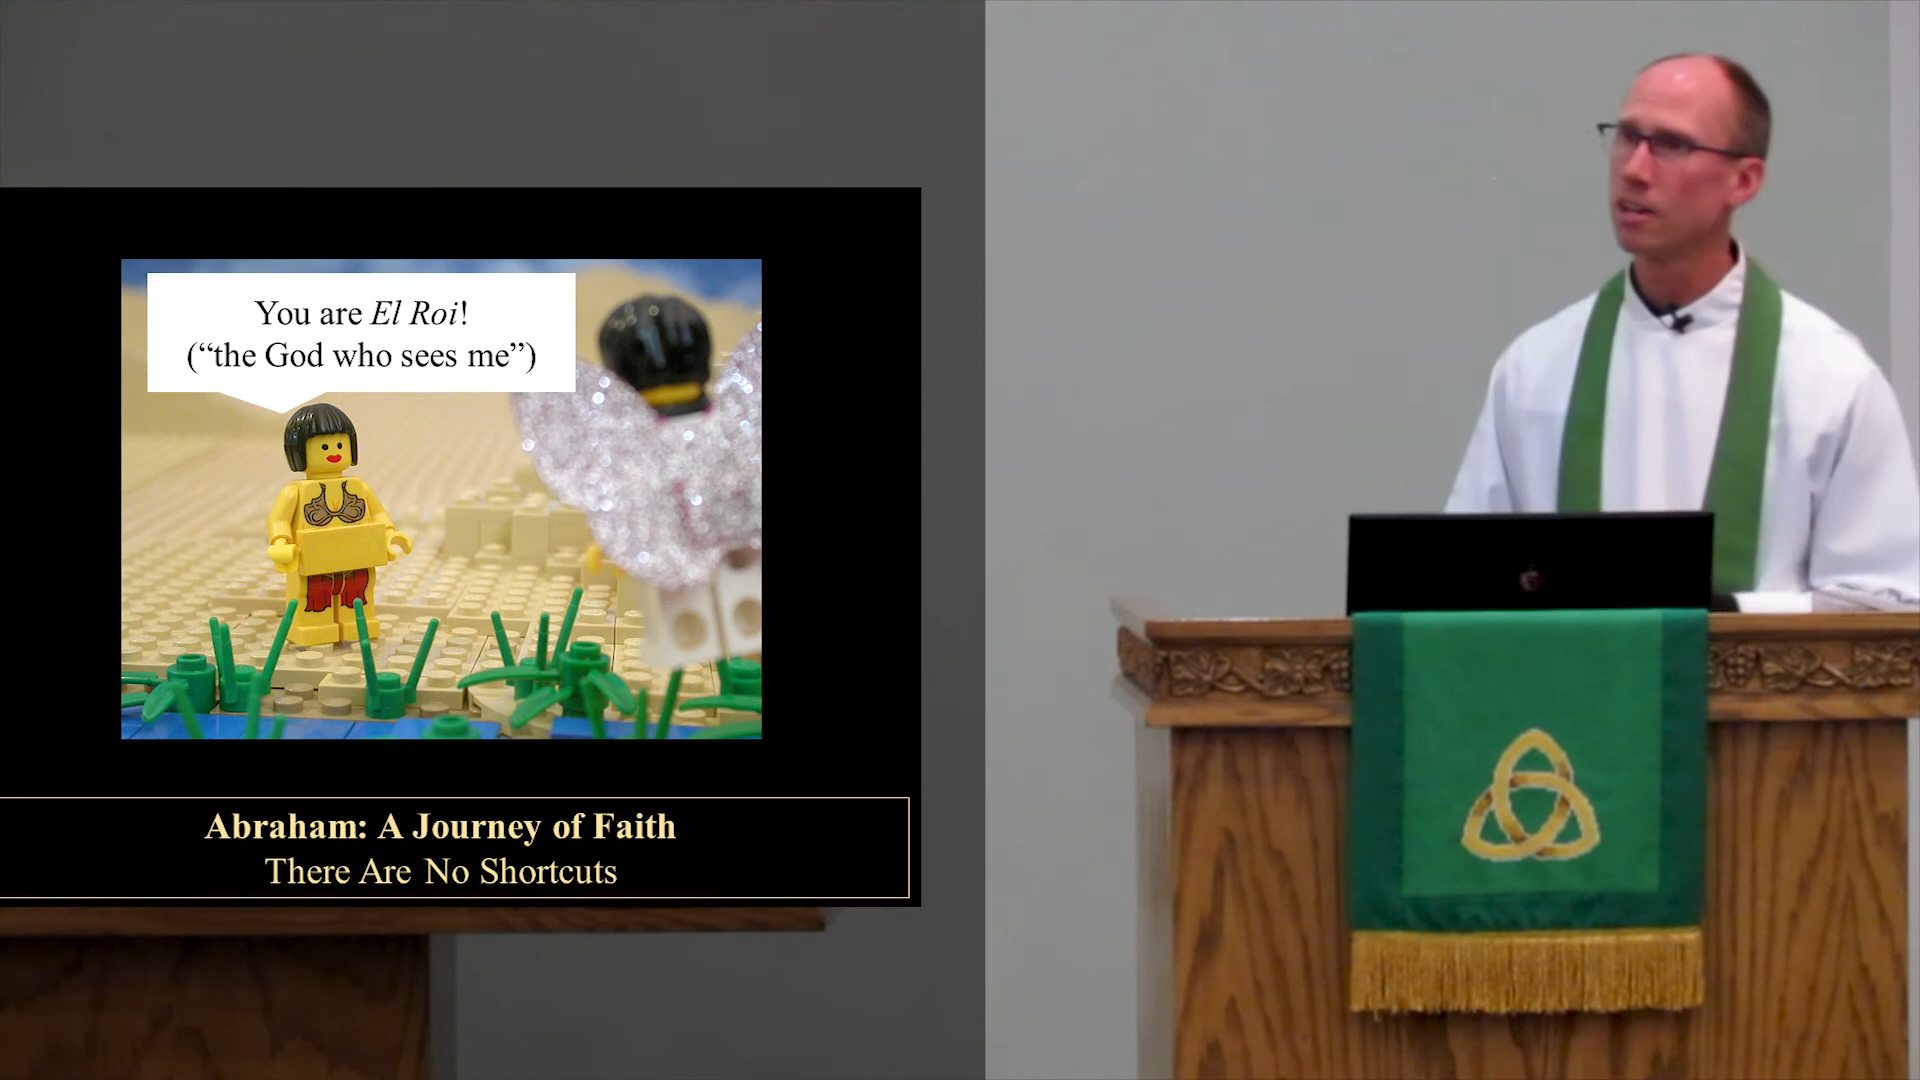 You are El Roi!
(“the God who sees me”)
Abraham: A Journey of Faith
There Are No Shortcuts